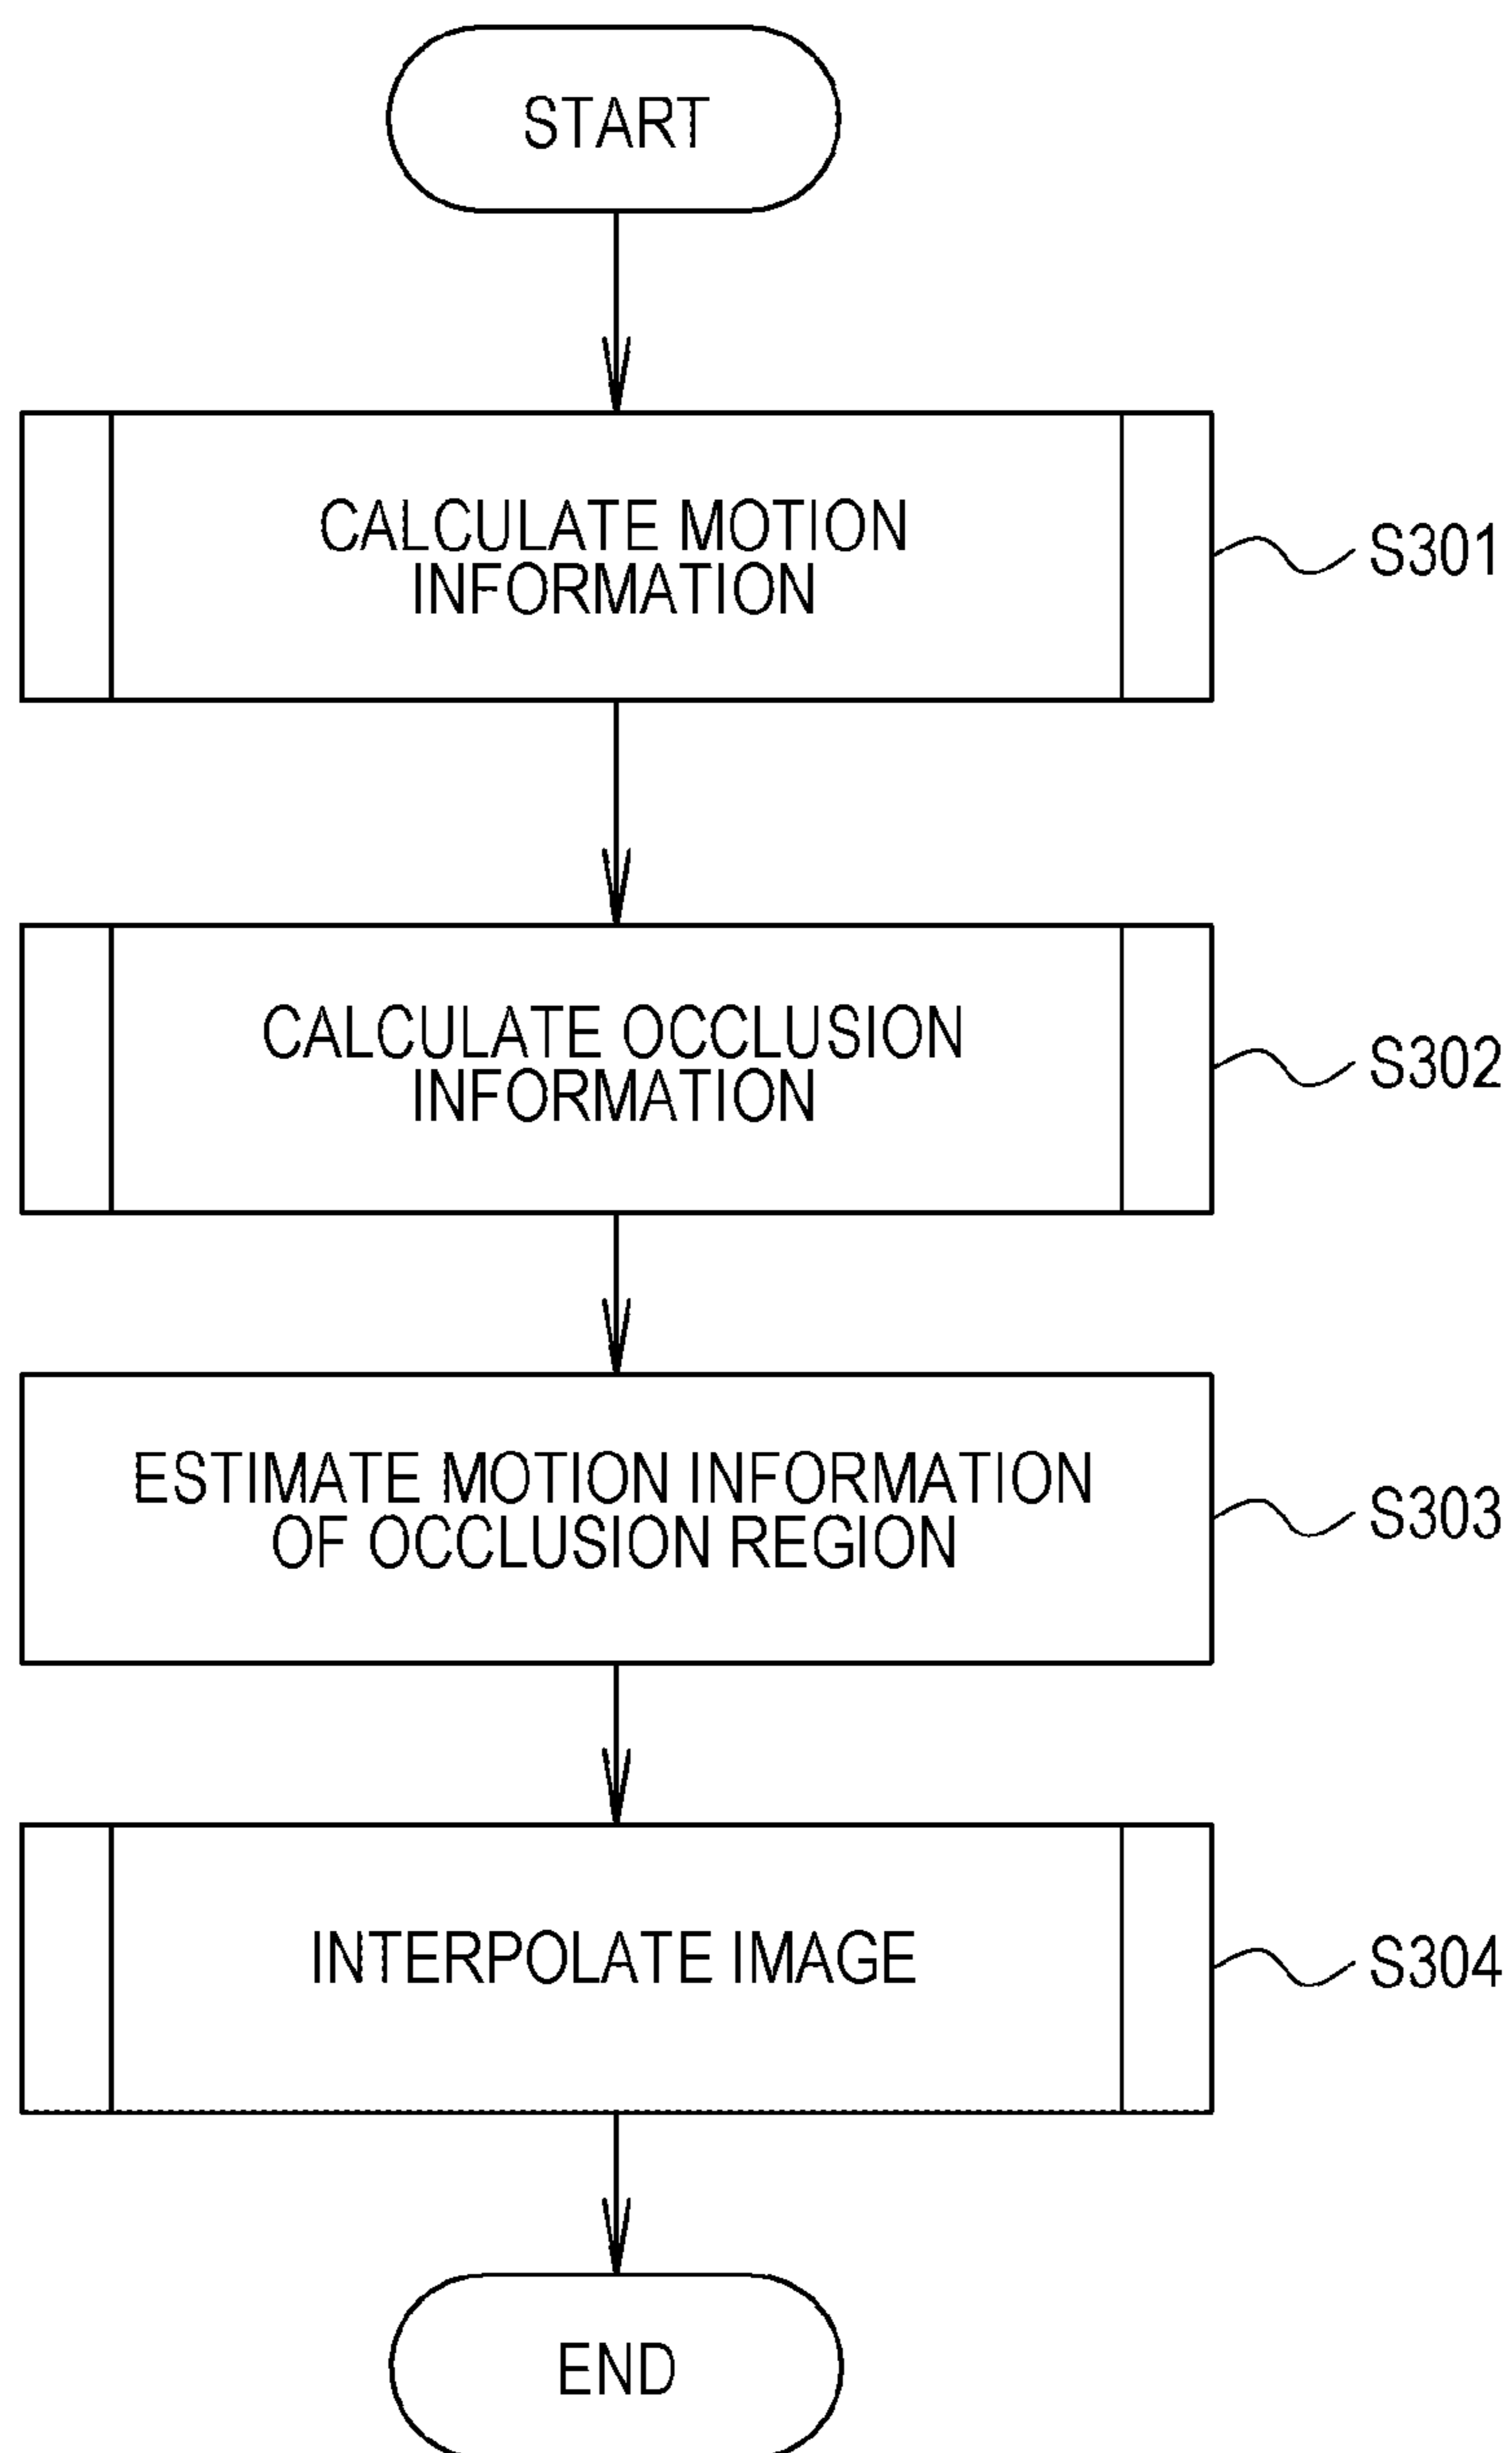 START
CALCULATE MOTION
INFORMATION
S301
CALCULATE OCCLUSION
INFORMATION
S302
ESTIMATE MOTION INFORMATION
OF OCCLUSION REGION
S303
INTERPOLATE IMAGE
S304
END